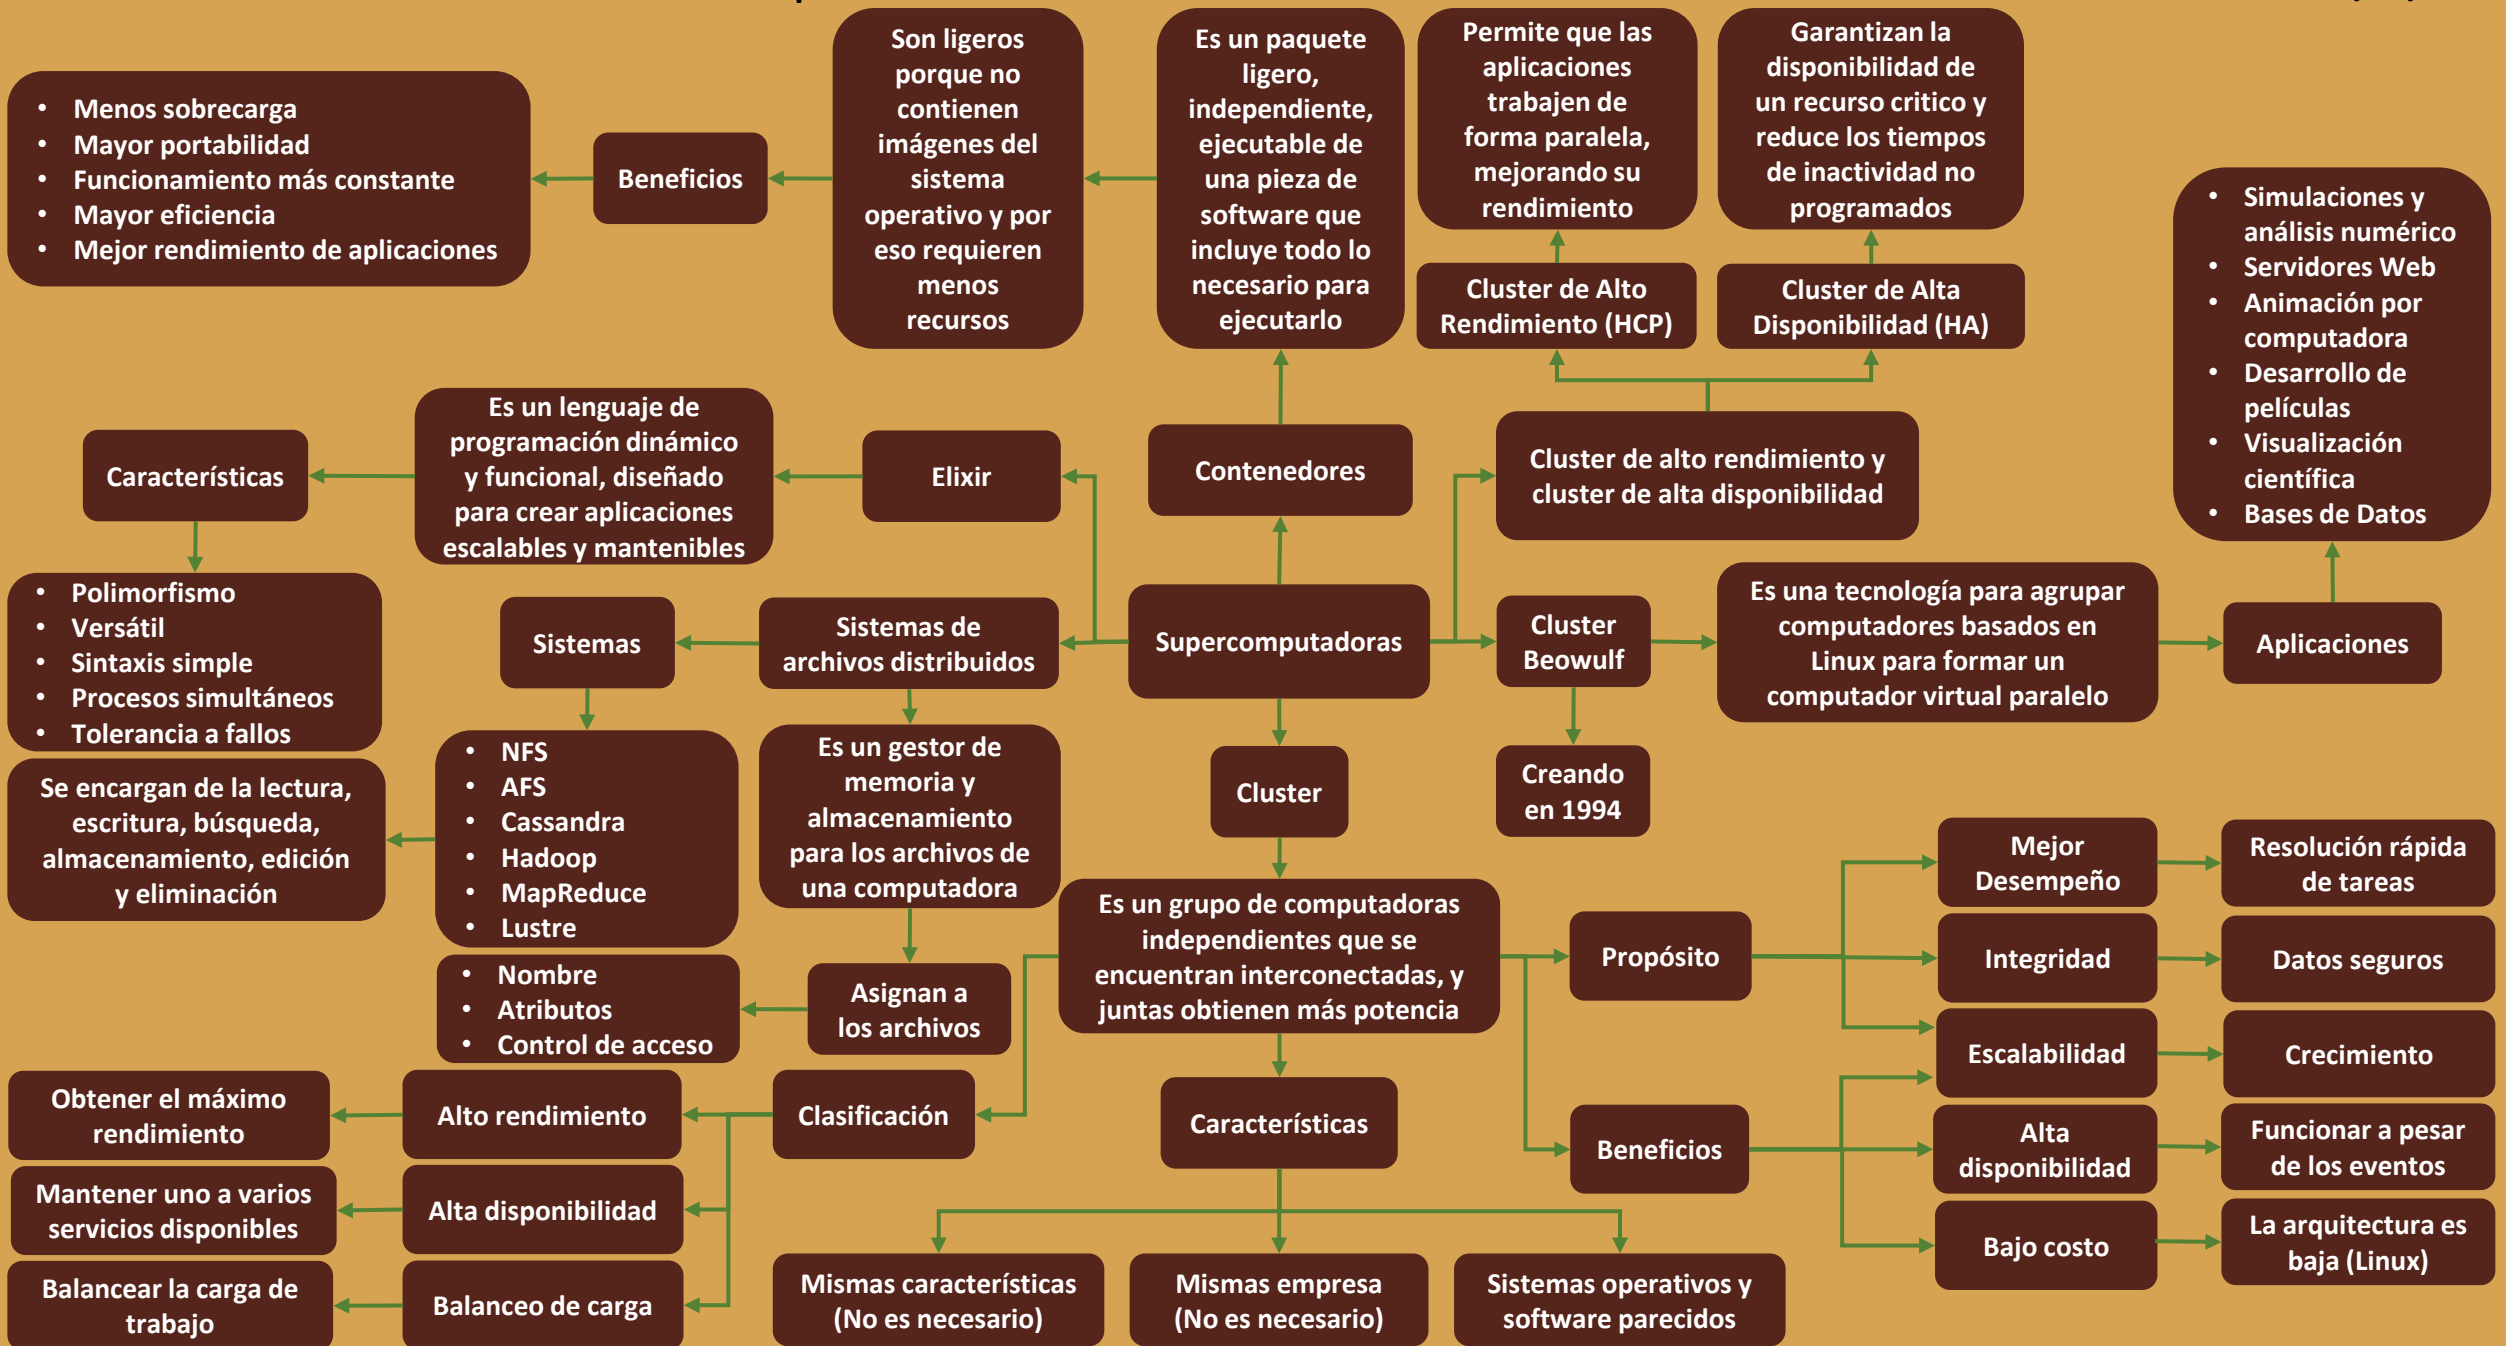 Menos sobrecarga
Mayor portabilidad
Funcionamiento más constante
Mayor eficiencia
Mejor rendimiento de aplicaciones
Beneficios
Son ligeros
porque no
contienen
imágenes del
sistema
operativo y por
eso requieren
menos
recursos
Es un paquete
ligero,
independiente,
ejecutable de
una pieza de
software que
incluye todo lo
necesario para
ejecutarlo
Permite que las
aplicaciones
trabajen de
forma paralela,
mejorando su
rendimiento
Garantizan la
disponibilidad de
un recurso critico y
reduce los tiempos
de inactividad no
programados
Cluster de Alto
Rendimiento (HCP)
Cluster de Alta
Disponibilidad (HA)
Simulaciones y
análisis numérico
Servidores Web
Animación por
computadora
Desarrollo de
películas
Visualización
científica
Bases de Datos
Características
Es un lenguaje de
programación dinámico
y funcional, diseñado
para crear aplicaciones
escalables y mantenibles
Elixir
Contenedores
Cluster de alto rendimiento y
cluster de alta disponibilidad
Polimorfismo
Versátil
Sintaxis simple
Procesos simultáneos
Tolerancia a fallos
Sistemas
Sistemas de
archivos distribuidos
Supercomputadoras
Cluster
Beowulf
Es una tecnología para agrupar
computadores basados en
Linux para formar un
computador virtual paralelo
Aplicaciones
Se encargan de la lectura,
escritura, búsqueda,
almacenamiento, edición
y eliminación
NFS
AFS
Cassandra
Hadoop
MapReduce
Lustre
Es un gestor de
memoria y
almacenamiento
para los archivos de
una computadora
Cluster
Creando
en 1994
Nombre
Atributos
Control de acceso
Asignan a
los archivos
Es un grupo de computadoras
independientes que se
encuentran interconectadas, y
juntas obtienen más potencia
Propósito
Mejor
Desempeño
Resolución rápida
de tareas
Integridad
Datos seguros
Escalabilidad
Crecimiento
Obtener el máximo
rendimiento
Alto rendimiento
Clasificación
Características
Beneficios
Alta
disponibilidad
Funcionar a pesar
de los eventos
Mantener uno a varios
servicios disponibles
Alta disponibilidad
Bajo costo
La arquitectura es
baja (Linux)
Balancear la carga de
trabajo
Balanceo de carga
Mismas características
(No es necesario)
Mismas empresa
(No es necesario)
Sistemas operativos y
software parecidos